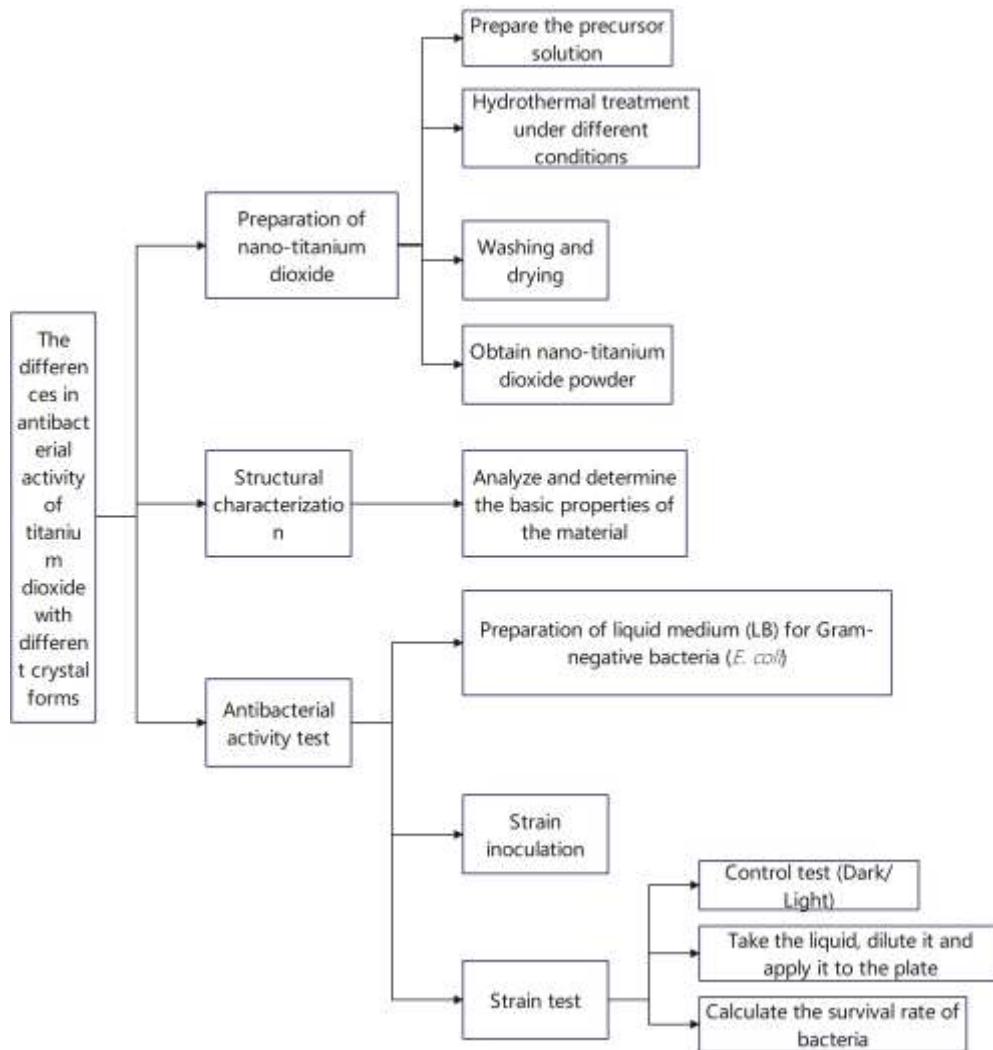 Prepare the precursor
solution
Hydrothermal treatment
under different
conditions
Preparation of
nano-titanium
dioxide
Washing and
drying
Obtain nano-titanium
dioxide powder
The
differen
ces in
antibact
erial
activity
of
titaniu
m
dioxide
with
differen
t crystal
forms
Structural
characterizatio
n
Analyze and determine
the basic properties of
the material
Preparation of liquid medium (LB) for Gram-
negative bacteria (E. coli)
Antibacterial
activity test
Strain
inoculation
Strain test
Control test (Dark/
Light)
Take the liquid, dilute it and
apply it to the plate
Calculate the survival rate of
bacteria